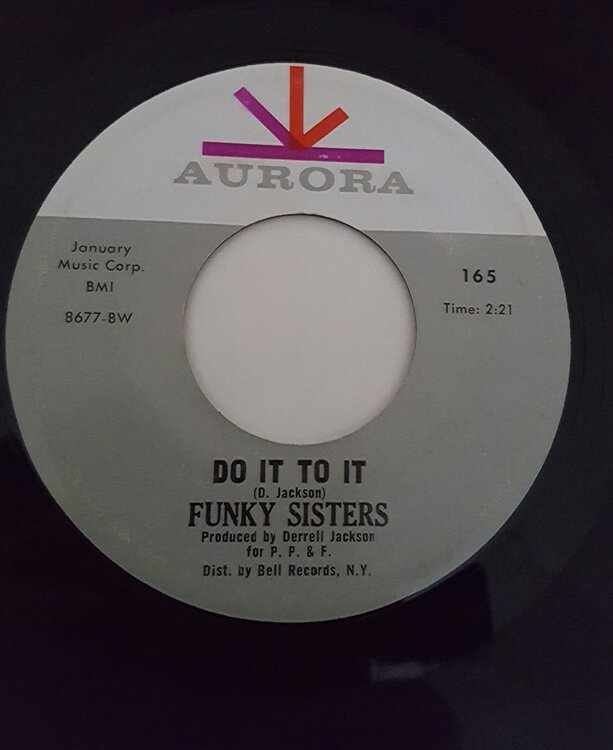 AURORA
January
Music Corp.
BMI
8677-BW
165
Time: 2:21
DO IT TO IT
(D. Jackson)
FUNKY SISTERS
Produced by Derrell Jackson
for P. P. & F.
Dist. by Bell Records, N.Y.